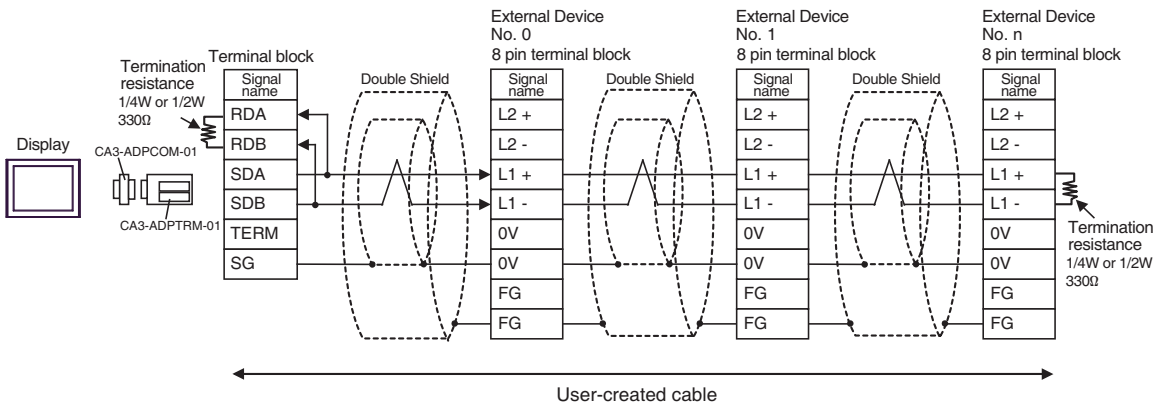 External Device
No. 0
8 pin terminal block
External Device
No. 1
8 pin terminal block
External Device
No. n
8 pin terminal block
Terminal block
Termination
resistance
1/4W or 1/2W
330Ω
Display
CA3-ADPCOM-01
CA3-ADPTRM-01
Signal
name
RDA
RDB
SDA
SDB
TERM
SG
Double Shield
Signal
name
L2 +
L2 -
L1 +
L1 -
0V
0V
FG
FG
Double Shield
Signal
name
L2 +
L2 -
L1 +
L1 -
0V
0V
FG
FG
Double Shield
Signal
name
L2 +
L2 -
L1 +
L1 -
0V
0V
FG
FG
Termination
resistance
1/4W or 1/2W
330Ω
User-created cable